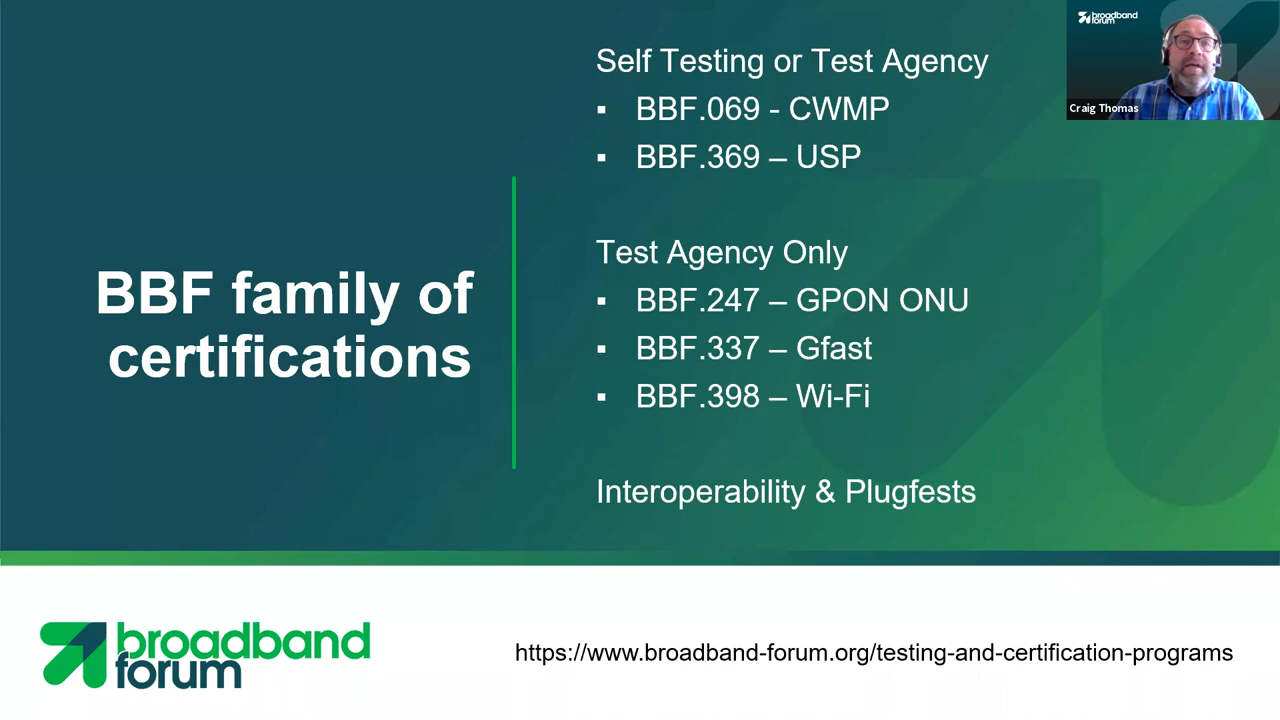 BBF family of
certifications
Self Testing or Test Agency
▪ BBF.069 - CWMP
▪ BBF.369 – USP
Test Agency Only
▪ BBF.247 – GPON ONU
▪ BBF.337 – Gfast
▪ BBF.398 – Wi-Fi
Interoperability & Plugfests
broadband
forum
Craig Thomas
broadband
forum
https://www.broadband-forum.org/testing-and-certification-programs